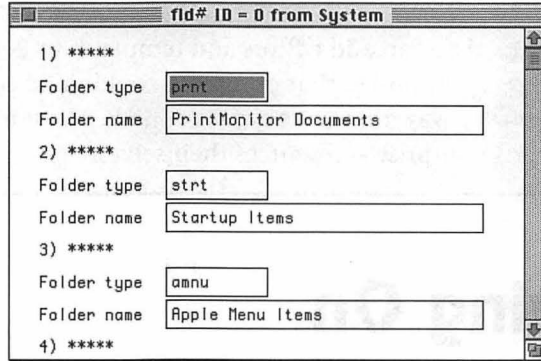 fld# ID = 0 from System
1) *****
Folder type prnt
Folder name PrintMonitor Documents
2) *****
Folder type strt
Folder name Startup Items
3) *****
Folder type amnu
Folder name Apple Menu Items
4) *****